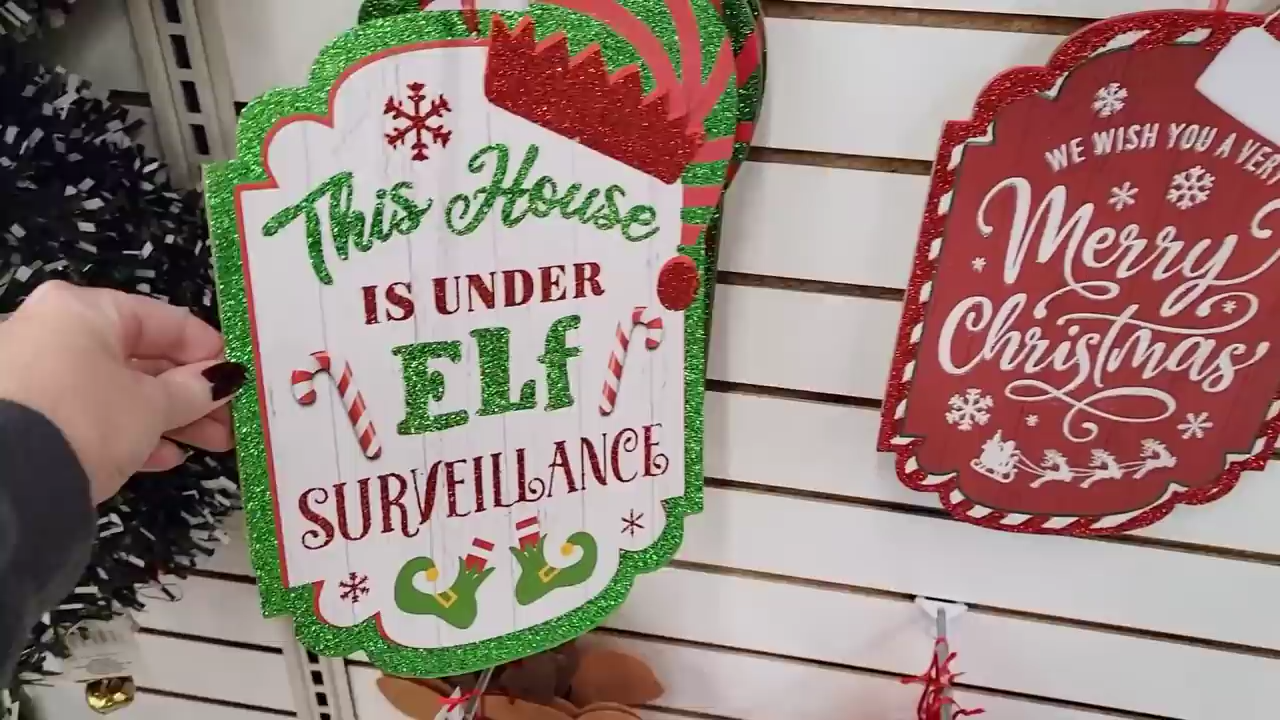 This House
IS UNDER
ELf
SURVEILLANCE
WE WISH YOU A VERY
Merry
Christmas